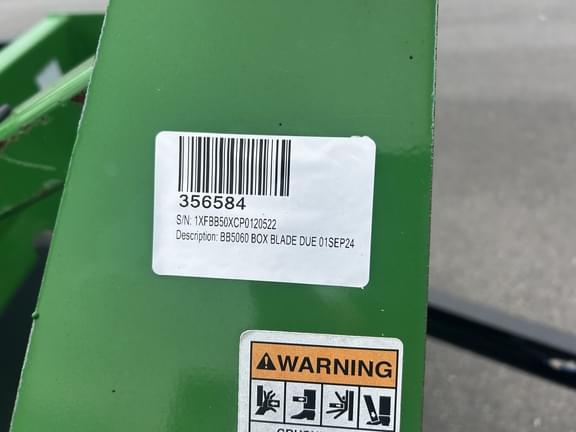 356584
S/N: 1XFBB50XCP0120522
Description: BB5060 BOX BLADE DUE 01SEP24
WARNING